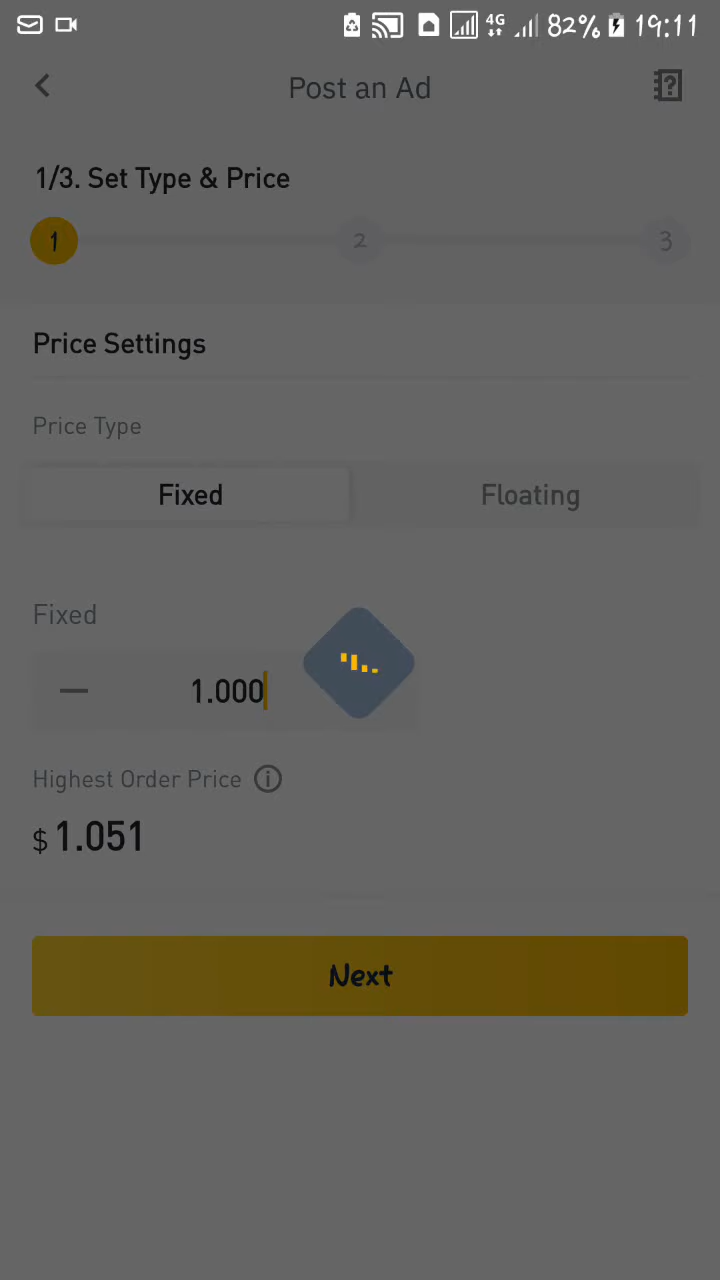 4G 82% 19:11
Post an Ad
1/3. Set Type & Price
1 2 3
Price Settings
Price Type
Fixed Floating
Fixed
1.000
Highest Order Price
$ 1.051
Next